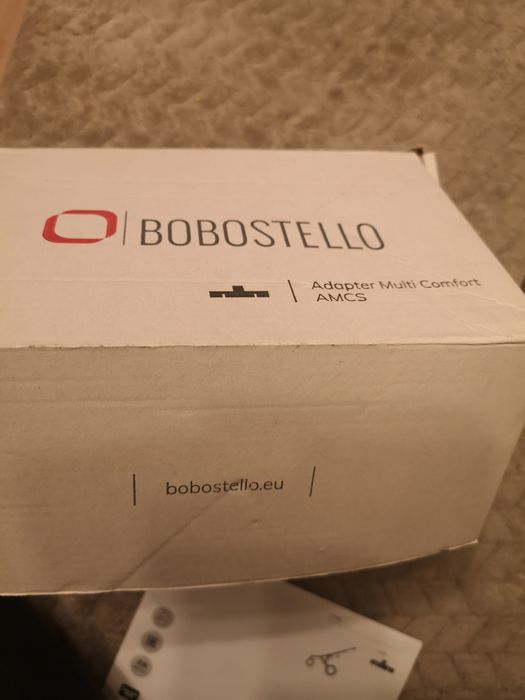 BOBOSTELLO
Adapter Multi Comfort
AMCS
bobostello.eu